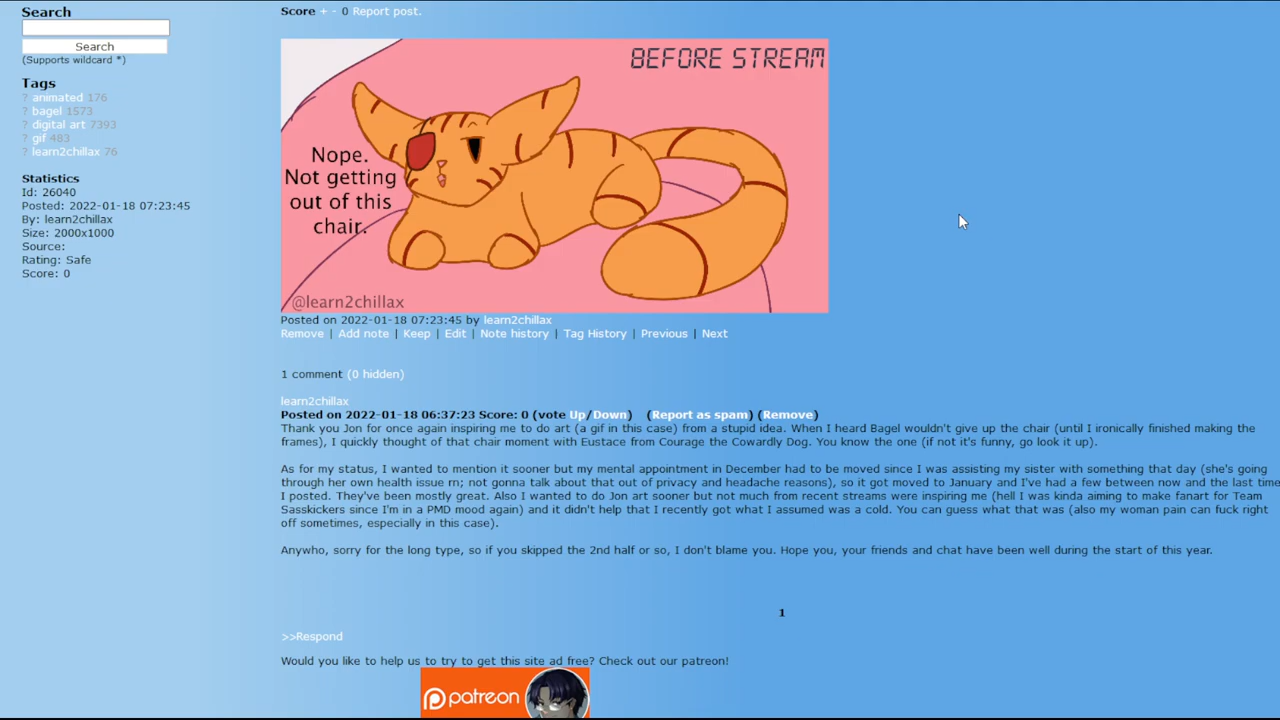 Search
Search
(Supports wildcard *)
Tags
? animated 176
? bagel 1573
? digital art 7393
? gif 483
? learn2chillax 76
Statistics
Id: 26040
Posted: 2022-01-18 07:23:45
By: learn2chillax
Size: 2000x1000
Source:
Rating: Safe
Score: 0
Score + - 0 Report post.
BEFORE STREAM
Nope.
Not getting
out of this
chair.
@learn2chillax
Posted on 2022-01-18 07:23:45 by learn2chillax
Remove | Add note | Keep | Edit | Note history | Tag History | Previous | Next
1 comment (0 hidden)
learn2chillax
Posted on 2022-01-18 06:37:23 Score: 0 (vote Up/Down) (Report as spam) (Remove)
Thank you Jon for once again inspiring me to do art (a gif in this case) from a stupid idea. When I heard Bagel wouldn't give up the chair (until I ironically finished making the
frames), I quickly thought of that chair moment with Eustace from Courage the Cowardly Dog. You know the one (if not it's funny, go look it up).
As for my status, I wanted to mention it sooner but my mental appointment in December had to be moved since I was assisting my sister with something that day (she's going
through her own health issue rn; not gonna talk about that out of privacy and headache reasons), so it got moved to January and I've had a few between now and the last time
I posted. They've been mostly great. Also I wanted to do Jon art sooner but not much from recent streams were inspiring me (hell I was kinda aiming to make fanart for Team
Sasskickers since I'm in a PMD mood again) and it didn't help that I recently got what I assumed was a cold. You can guess what that was (also my woman pain can fuck right
off sometimes, especially in this case).
Anywho, sorry for the long type, so if you skipped the 2nd half or so, I don't blame you. Hope you, your friends and chat have been well during the start of this year.
1
>>Respond
Would you like to help us to try to get this site ad free? Check out our patreon!
patreon